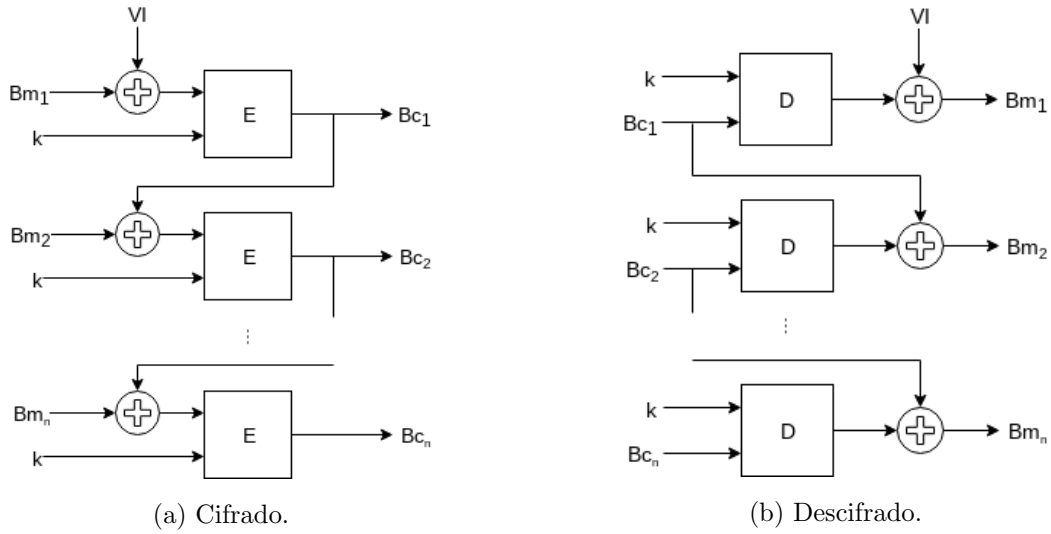 VI
Bm1
k
E
Bc1
Bm2
k
E
Bc2
Bmn
k
E
Bcn
(a) Cifrado.
VI
k
Bc1
D
Bm1
k
Bc2
D
Bm2
k
Bcn
D
Bmn
(b) Descifrado.